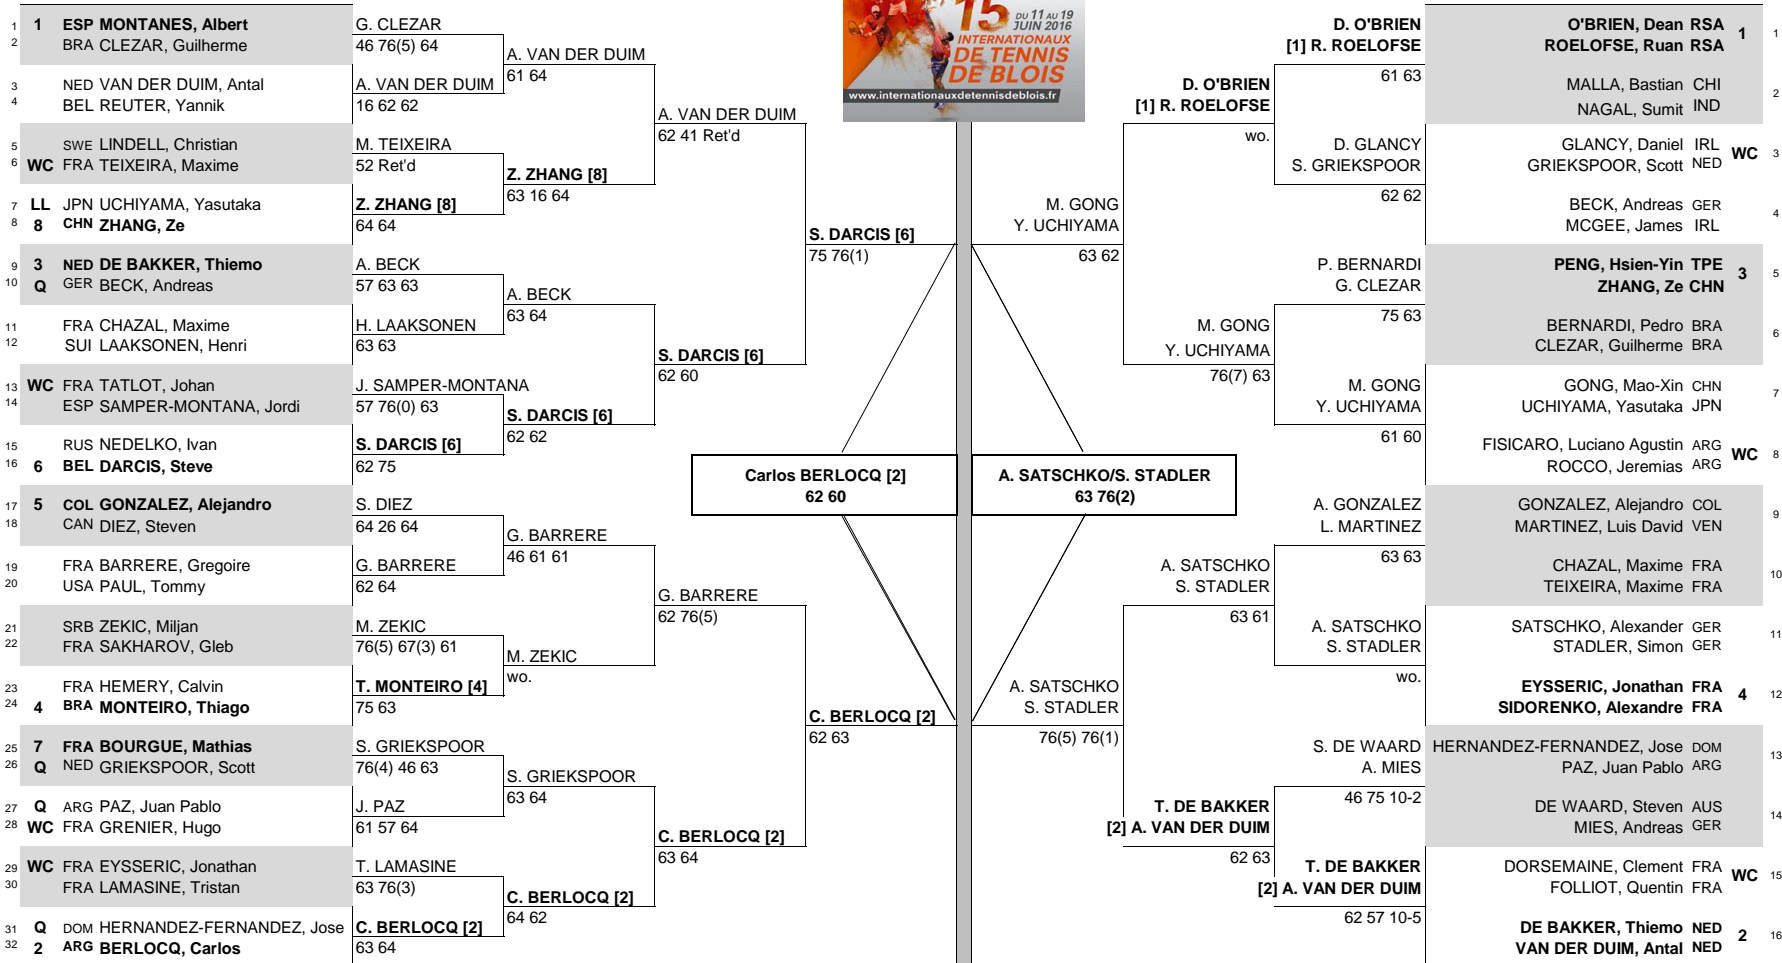 15 DU 11 AU 19
JUIN 2016
INTERNATIONAUX
DE TENNIS
DE BLOIS
www.internationauxdetennisdeblois.fr
1 1 ESP MONTANES, Albert
2 BRA CLEZAR, Guilherme
3 NED VAN DER DUIM, Antal
4 BEL REUTER, Yannik
5 SWE LINDELL, Christian
6 WC FRA TEIXEIRA, Maxime
7 LL JPN UCHIYAMA, Yasutaka
8 8 CHN ZHANG, Ze
9 3 NED DE BAKKER, Thiemo
10 Q GER BECK, Andreas
11 FRA CHAZAL, Maxime
12 SUI LAAKSONEN, Henri
13 WC FRA TATLOT, Johan
14 ESP SAMPER-MONTANA, Jordi
15 RUS NEDELKO, Ivan
16 6 BEL DARCIS, Steve
17 5 COL GONZALEZ, Alejandro
18 CAN DIEZ, Steven
19 FRA BARRERE, Gregoire
20 USA PAUL, Tommy
21 SRB ZEKIC, Miljan
22 FRA SAKHAROV, Gleb
23 FRA HEMERY, Calvin
24 4 BRA MONTEIRO, Thiago
25 7 FRA BOURGUE, Mathias
26 Q NED GRIEKSPOOR, Scott
27 Q ARG PAZ, Juan Pablo
28 WC FRA GRENIER, Hugo
29 WC FRA EYSSERIC, Jonathan
30 FRA LAMASINE, Tristan
31 Q DOM HERNANDEZ-FERNANDEZ, Jose
32 2 ARG BERLOCQ, Carlos
G. CLEZAR
46 76(5) 64
A. VAN DER DUIM
16 62 62
M. TEIXEIRA
52 Ret'd
Z. ZHANG [8]
64 64
A. BECK
57 63 63
H. LAAKSONEN
63 63
J. SAMPER-MONTANA
57 76(0) 63
S. DARCIS [6]
62 75
S. DIEZ
64 26 64
G. BARRERE
62 64
M. ZEKIC
76(5) 67(3) 61
T. MONTEIRO [4]
75 63
S. GRIEKSPOOR
76(4) 46 63
J. PAZ
61 57 64
T. LAMASINE
63 76(3)
C. BERLOCQ [2]
63 64
A. VAN DER DUIM
61 64
Z. ZHANG [8]
63 16 64
A. BECK
63 64
S. DARCIS [6]
62 62
G. BARRERE
46 61 61
M. ZEKIC
wo.
S. GRIEKSPOOR
63 64
C. BERLOCQ [2]
64 62
A. VAN DER DUIM
62 41 Ret'd
S. DARCIS [6]
62 60
G. BARRERE
62 76(5)
C. BERLOCQ [2]
63 64
S. DARCIS [6]
75 76(1)
C. BERLOCQ [2]
62 63
Carlos BERLOCQ [2]
62 60
A. SATSCHKO/S. STADLER
63 76(2)
M. GONG
Y. UCHIYAMA
63 62
A. SATSCHKO
S. STADLER
76(5) 76(1)
D. O'BRIEN
[1] R. ROELOFSE
wo.
M. GONG
Y. UCHIYAMA
76(7) 63
A. SATSCHKO
S. STADLER
63 61
T. DE BAKKER
[2] A. VAN DER DUIM
62 63
D. O'BRIEN
[1] R. ROELOFSE
61 63
D. GLANCY
S. GRIEKSPOOR
62 62
P. BERNARDI
G. CLEZAR
75 63
M. GONG
Y. UCHIYAMA
61 60
A. GONZALEZ
L. MARTINEZ
63 63
A. SATSCHKO
S. STADLER
wo.
S. DE WAARD
A. MIES
46 75 10-2
T. DE BAKKER
[2] A. VAN DER DUIM
62 57 10-5
O'BRIEN, Dean RSA
ROELOFSE, Ruan RSA 1 1
MALLA, Bastian CHI
NAGAL, Sumit IND 2
GLANCY, Daniel IRL
GRIEKSPOOR, Scott NED WC 3
BECK, Andreas GER
MCGEE, James IRL 4
PENG, Hsien-Yin TPE
ZHANG, Ze CHN 3 5
BERNARDI, Pedro BRA
CLEZAR, Guilherme BRA 6
GONG, Mao-Xin CHN
UCHIYAMA, Yasutaka JPN 7
FISICARO, Luciano Agustin ARG
ROCCO, Jeremias ARG WC 8
GONZALEZ, Alejandro COL
MARTINEZ, Luis David VEN 9
CHAZAL, Maxime FRA
TEIXEIRA, Maxime FRA 10
SATSCHKO, Alexander GER
STADLER, Simon GER 11
EYSSERIC, Jonathan FRA
SIDORENKO, Alexandre FRA 4 12
HERNANDEZ-FERNANDEZ, Jose DOM
PAZ, Juan Pablo ARG 13
DE WAARD, Steven AUS
MIES, Andreas GER 14
DORSEMAINE, Clement FRA
FOLLIOT, Quentin FRA WC 15
DE BAKKER, Thiemo NED
VAN DER DUIM, Antal NED 2 16